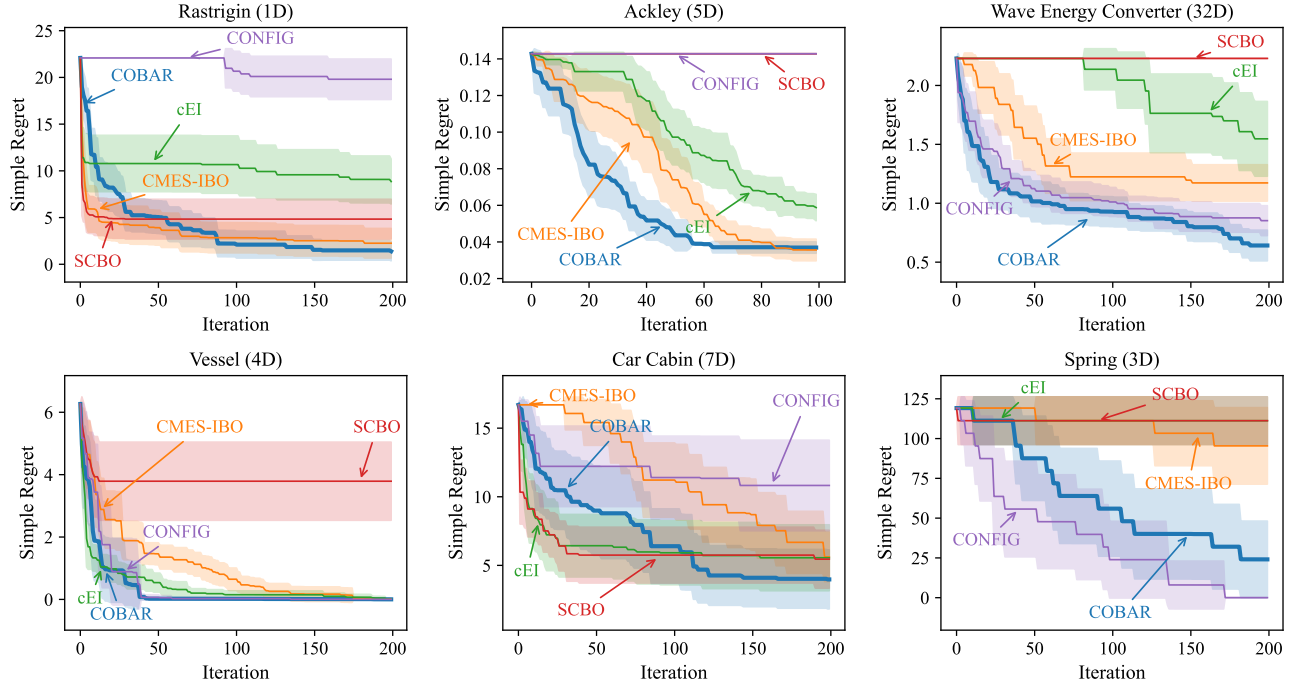 Rastrigin (1D)
25
20
15
10
5
0
Simple Regret
0
50
100
150
200
Iteration
CONFIG
COBAR
cEI
CMES-IBO
SCBO
Ackley (5D)
0.14
0.12
0.10
0.08
0.06
0.04
0.02
Simple Regret
0
20
40
60
80
100
Iteration
CONFIG
SCBO
CMES-IBO
cEI
COBAR
Wave Energy Converter (32D)
2.0
1.5
1.0
0.5
Simple Regret
0
50
100
150
200
Iteration
SCBO
cEI
CMES-IBO
CONFIG
COBAR
Vessel (4D)
6
4
2
0
Simple Regret
0
50
100
150
200
Iteration
CMES-IBO
SCBO
CONFIG
cEI
COBAR
Car Cabin (7D)
15
10
5
Simple Regret
0
50
100
150
200
Iteration
CMES-IBO
CONFIG
COBAR
cEI
SCBO
Spring (3D)
125
100
75
50
25
0
Simple Regret
0
50
100
150
200
Iteration
cEI
SCBO
CMES-IBO
CONFIG
COBAR